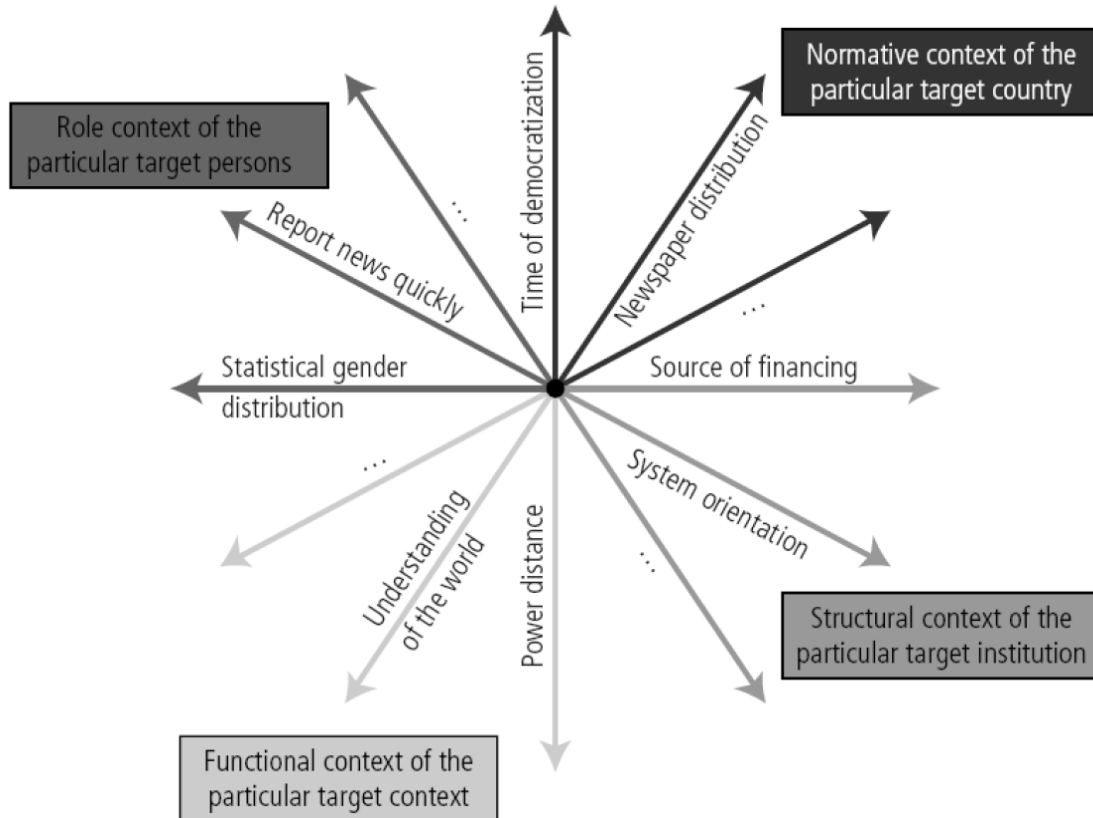 Normative context of the
particular target country
Role context of the
particular target persons
Time of democratization
Newspaper distribution
...
Report news quickly
...
Statistical gender
distribution
Source of financing
...
Understanding
of the world
Power distance
System orientation
...
Structural context of the
particular target institution
Functional context of the
particular target context